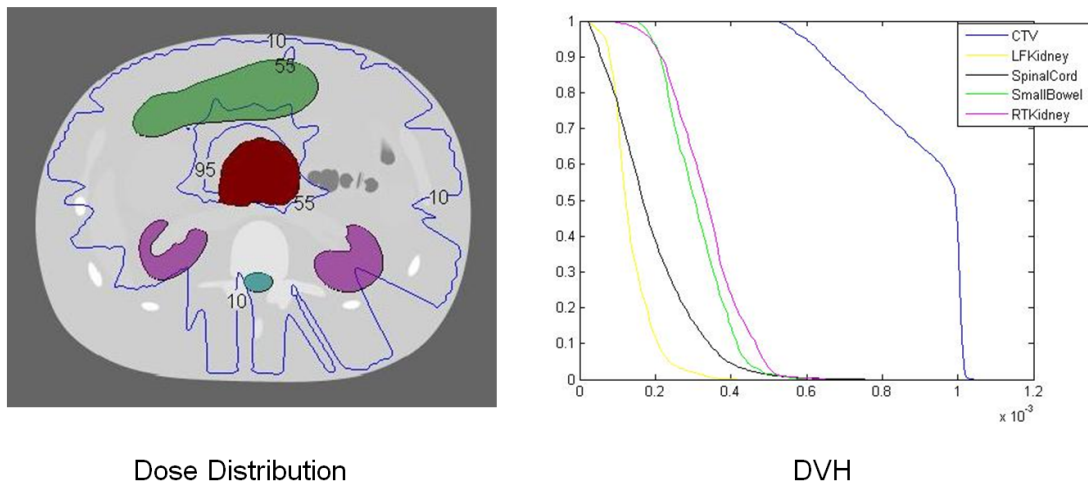 10
55
95
55
10
10
1
0.9
0.8
0.7
0.6
0.5
0.4
0.3
0.2
0.1
0
0 0.2 0.4 0.6 0.8 1 1.2
x 10⁻³
CTV
LFKidney
SpinalCord
SmallBowel
RTKidney
Dose Distribution
DVH